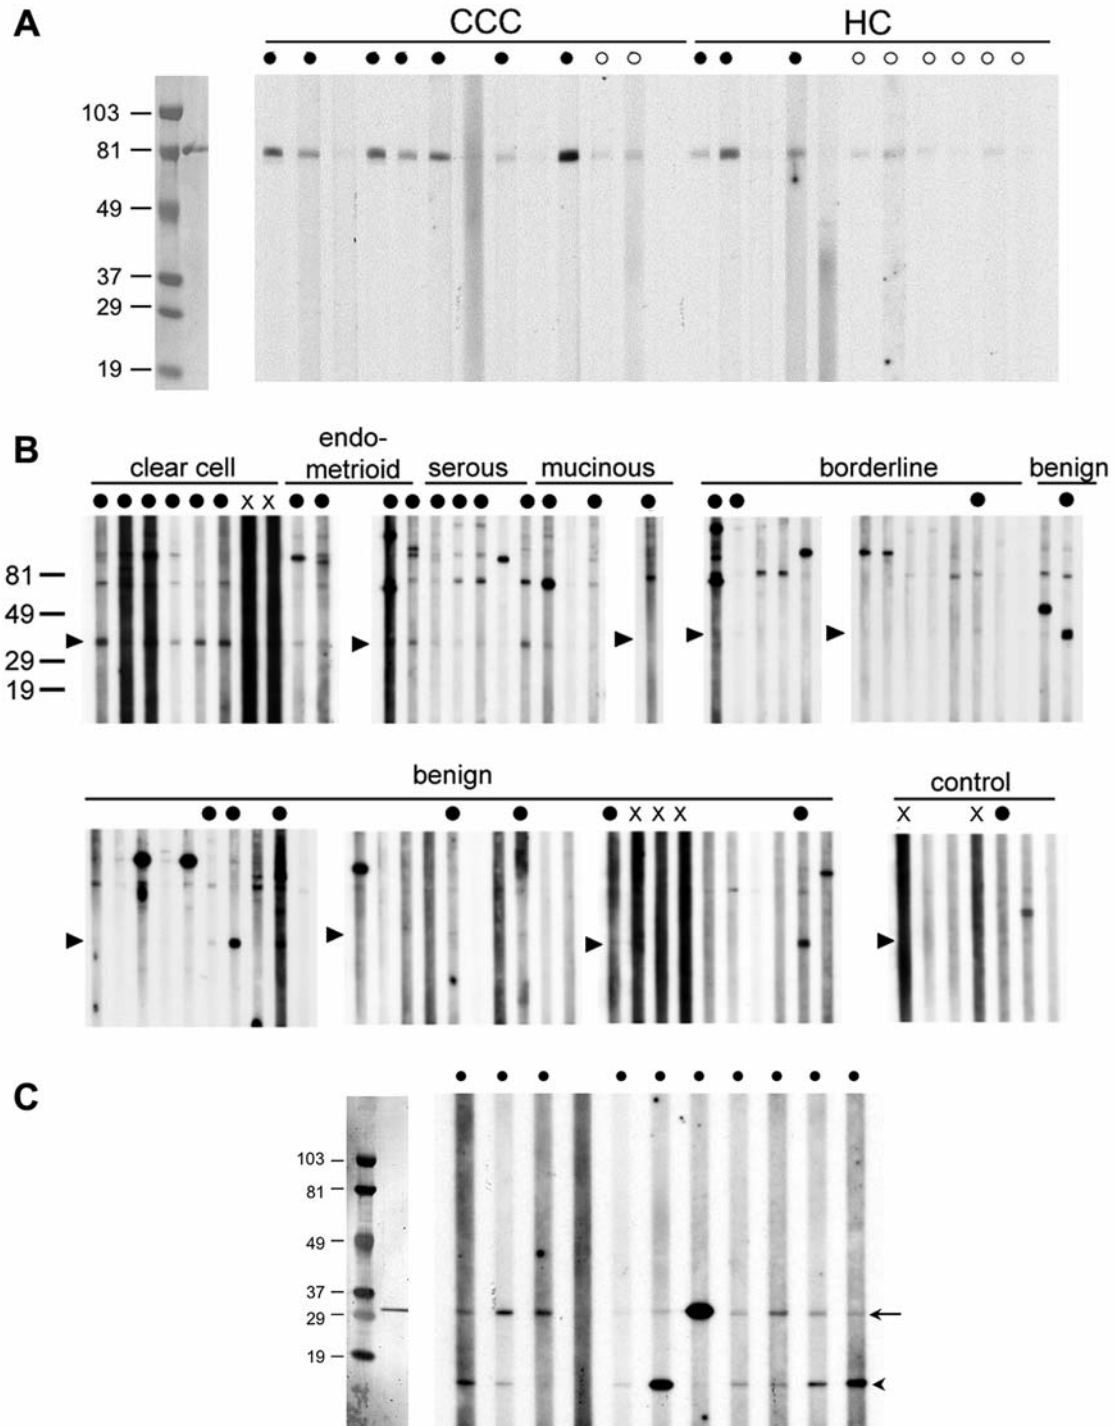 A
CCC HC
103
81
49
37
29
19
B
clear cell endo-metrioid serous mucinous borderline benign
X X
81
49
29
19
benign control
X X X X X
C
103
81
49
37
29
19